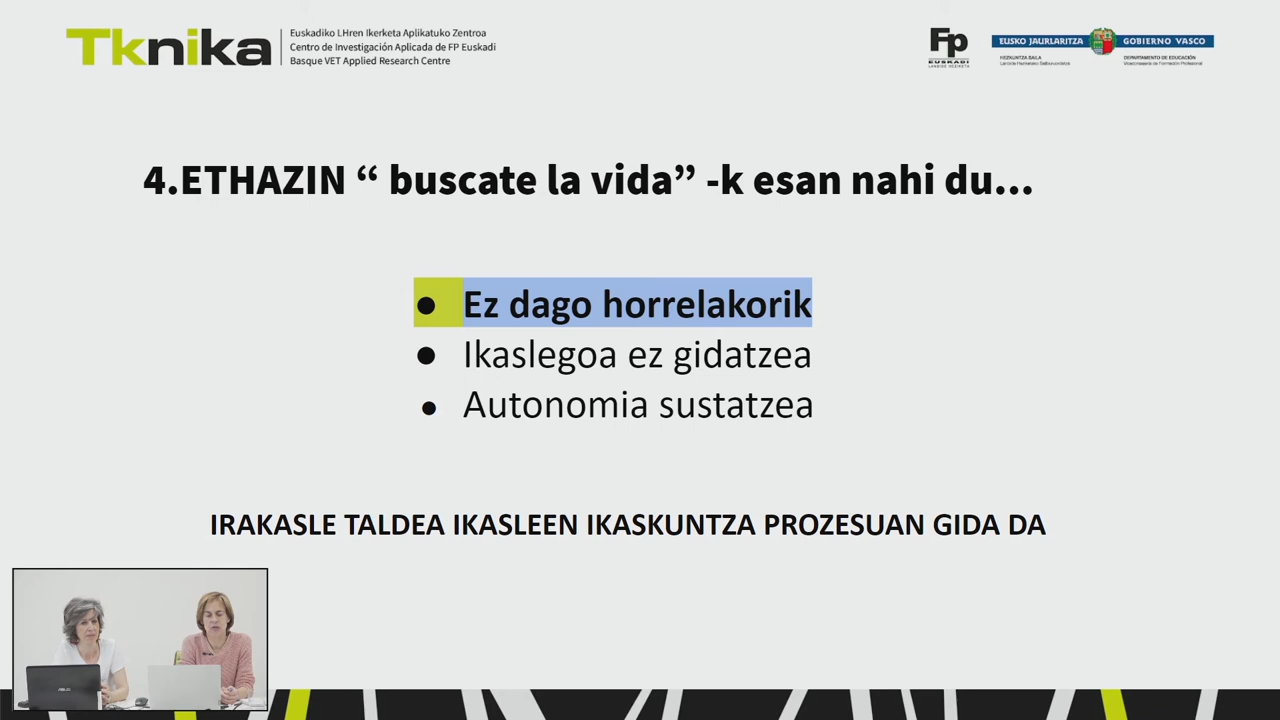 Tknika
Euskadiko LHren Ikerketa Aplikatuko Zentroa
Centro de Investigación Aplicada de FP Euskadi
Basque VET Applied Research Centre
Fp
EUSKADI
LANBIDE HEZIKETA
EUSKO JAURLARITZA
GOBIERNO VASCO
HEZKUNTZA SAILA
Lanbide Heziketako Sailburuordetza
DEPARTAMENTO DE EDUCACIÓN
Viceconsejería de Formación Profesional
4.ETHAZIN “ buscate la vida” -k esan nahi du...
● Ez dago horrelakorik
● Ikaslegoa ez gidatzea
● Autonomia sustatzea
IRAKASLE TALDEA IKASLEEN IKASKUNTZA PROZESUAN GIDA DA
ASUS